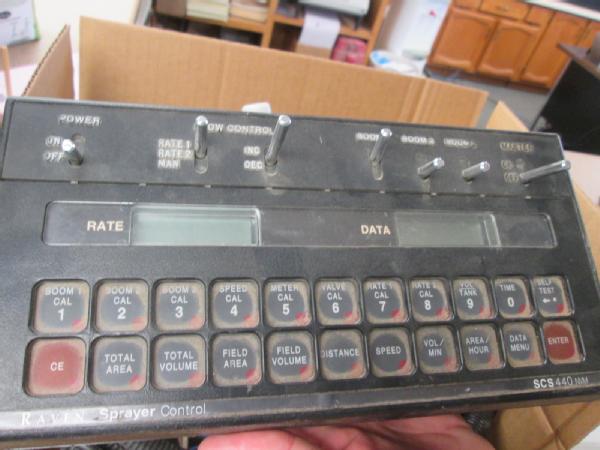 POWER
ON
OFF
OW CONTROL
RATE 1
RATE 2
MAN
INC
DEC
BOOM
BOOM 2
MASTER
RATE
DATA
BOOM 1 CAL 1
BOOM 2 CAL 2
BOOM 3 CAL 3
SPEED CAL 4
METER CAL 5
VALVE CAL 6
RATE 1 CAL 7
RATE 2 CAL 8
VOL TANK 9
TIME 0
SELF TEST
CE
TOTAL AREA
TOTAL VOLUME
FIELD AREA
FIELD VOLUME
DISTANCE
SPEED
VOL/ MIN
AREA/ HOUR
DATA MENU
ENTER
RAVEN Sprayer Control
SCS 440